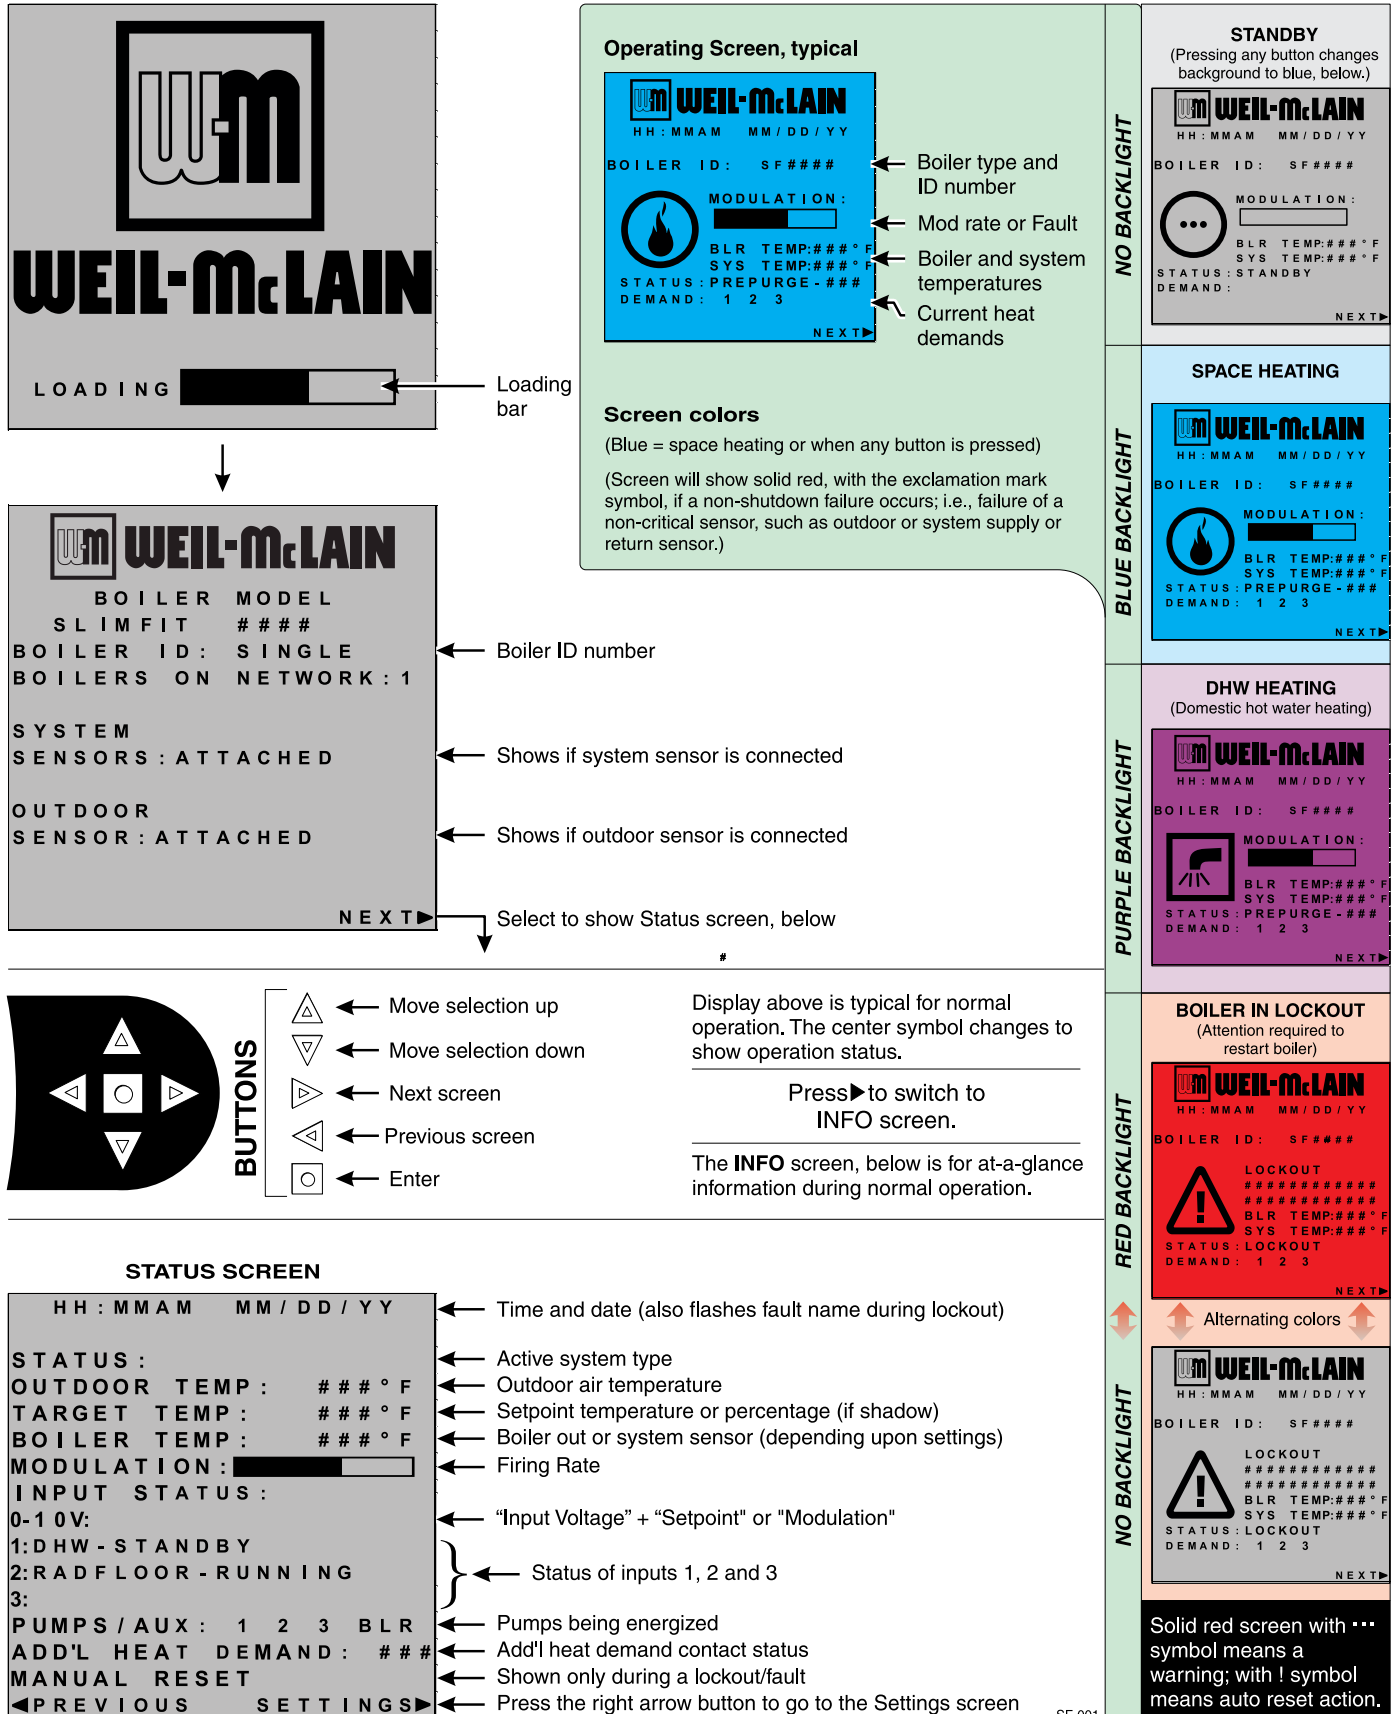 WM
WEIL-McLAIN
LOADING
Loading
bar
WM WEIL-McLAIN
BOILER MODEL
SLIMFIT ####
BOILER ID: SINGLE
Boiler ID number
BOILERS ON NETWORK:1
SYSTEM
SENSORS:ATTACHED
Shows if system sensor is connected
OUTDOOR
SENSOR:ATTACHED
Shows if outdoor sensor is connected
NEXT▶
Select to show Status screen, below
#
Operating Screen, typical
WM WEIL-McLAIN
HH:MMAM MM/DD/YY
BOILER ID: SF####
MODULATION:
BLR TEMP:###°F
SYS TEMP:###°F
STATUS:PREPURGE-###
DEMAND: 1 2 3
NEXT▶
Boiler type and
ID number
Mod rate or Fault
Boiler and system
temperatures
Current heat
demands
Screen colors
(Blue = space heating or when any button is pressed)
(Screen will show solid red, with the exclamation mark
symbol, if a non-shutdown failure occurs; i.e., failure of a
non-critical sensor, such as outdoor or system supply or
return sensor.)
BUTTONS
Move selection up
Move selection down
Next screen
Previous screen
Enter
Display above is typical for normal
operation. The center symbol changes to
show operation status.
Press▶to switch to
INFO screen.
The INFO screen, below is for at-a-glance
information during normal operation.
STATUS SCREEN
HH:MMAM MM/DD/YY
Time and date (also flashes fault name during lockout)
STATUS:
Active system type
OUTDOOR TEMP: ###°F
Outdoor air temperature
TARGET TEMP: ###°F
Setpoint temperature or percentage (if shadow)
BOILER TEMP: ###°F
Boiler out or system sensor (depending upon settings)
MODULATION:
Firing Rate
INPUT STATUS:
0-10V:
“Input Voltage” + “Setpoint" or "Modulation"
1:DHW-STANDBY
2:RADFLOOR-RUNNING
3:
Status of inputs 1, 2 and 3
PUMPS/AUX: 1 2 3 BLR
Pumps being energized
ADD'L HEAT DEMAND: ###
Add'l heat demand contact status
MANUAL RESET
Shown only during a lockout/fault
◀PREVIOUS SETTINGS▶
Press the right arrow button to go to the Settings screen
SF-001
NO BACKLIGHT
STANDBY
(Pressing any button changes
background to blue, below.)
WM WEIL-McLAIN
HH:MMAM MM/DD/YY
BOILER ID: SF####
MODULATION:
BLR TEMP:###°F
SYS TEMP:###°F
STATUS:STANDBY
DEMAND:
NEXT▶
BLUE BACKLIGHT
SPACE HEATING
WM WEIL-McLAIN
HH:MMAM MM/DD/YY
BOILER ID: SF####
MODULATION:
BLR TEMP:###°F
SYS TEMP:###°F
STATUS:PREPURGE-###
DEMAND: 1 2 3
NEXT▶
PURPLE BACKLIGHT
DHW HEATING
(Domestic hot water heating)
WM WEIL-McLAIN
HH:MMAM MM/DD/YY
BOILER ID: SF####
MODULATION:
BLR TEMP:###°F
SYS TEMP:###°F
STATUS:PREPURGE-###
DEMAND: 1 2 3
NEXT▶
RED BACKLIGHT
BOILER IN LOCKOUT
(Attention required to
restart boiler)
WM WEIL-McLAIN
HH:MMAM MM/DD/YY
BOILER ID: SF####
LOCKOUT
############
############
BLR TEMP:###°F
SYS TEMP:###°F
STATUS:LOCKOUT
DEMAND: 1 2 3
NEXT▶
Alternating colors
NO BACKLIGHT
WM WEIL-McLAIN
HH:MMAM MM/DD/YY
BOILER ID: SF####
LOCKOUT
############
############
BLR TEMP:###°F
SYS TEMP:###°F
STATUS:LOCKOUT
DEMAND: 1 2 3
NEXT▶
Solid red screen with ···
symbol means a
warning; with ! symbol
means auto reset action.